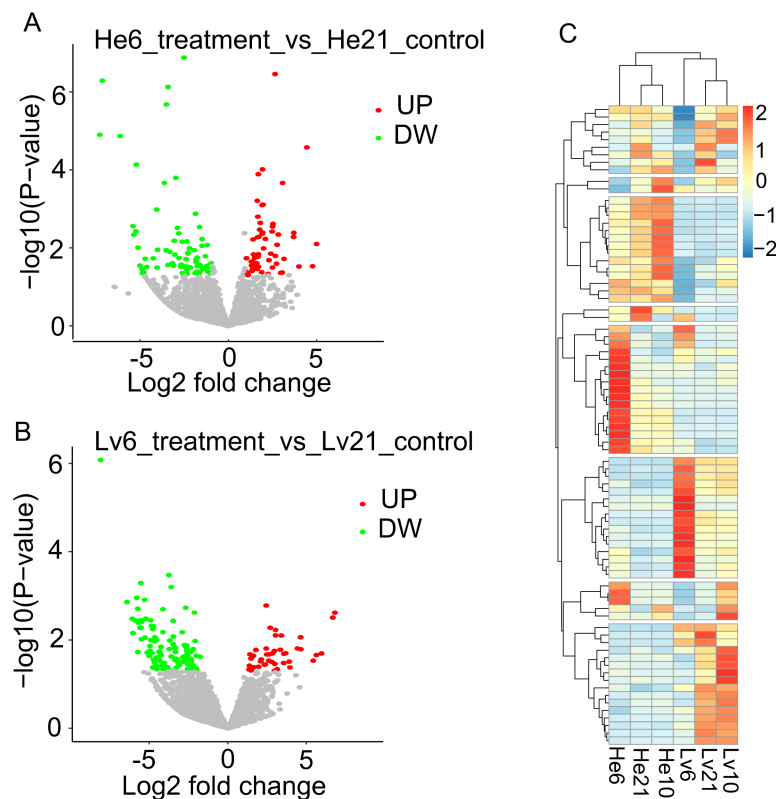 A
He6_treatment_vs_He21_control
UP
DW
−log10(P−value)
6
4
2
0
−5
0
5
Log2 fold change
B
Lv6_treatment_vs_Lv21_control
UP
DW
−log10(P−value)
6
4
2
0
-5
0
5
Log2 fold change
C
2
1
0
−1
−2
He6
He21
He10
Lv6
Lv21
Lv10